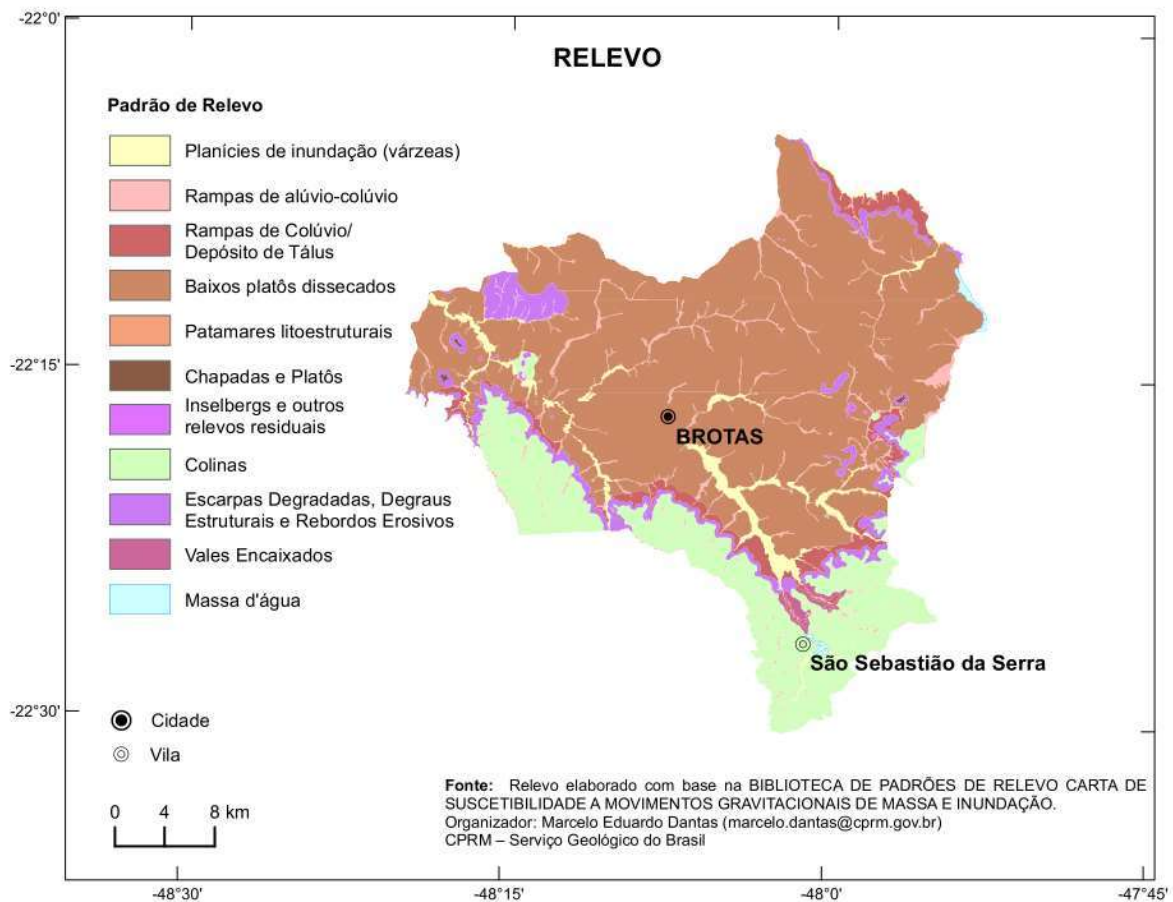 -22°0'
RELEVO
Padrão de Relevo
Planícies de inundação (várzeas)
Rampas de alúvio-colúvio
Rampas de Colúvio/
Depósito de Tálus
Baixos platôs dissecados
Patamares litoestruturais
Chapadas e Platôs
Inselbergs e outros
relevos residuais
Colinas
Escarpas Degradadas, Degraus
Estruturais e Rebordos Erosivos
Vales Encaixados
Massa d'água
-22°15'
BROTAS
São Sebastião da Serra
-22°30'
Cidade
Vila
0 4 8 km
Fonte: Relevo elaborado com base na BIBLIOTECA DE PADRÕES DE RELEVO CARTA DE
SUSCETIBILIDADE A MOVIMENTOS GRAVITACIONAIS DE MASSA E INUNDAÇÃO.
Organizador: Marcelo Eduardo Dantas (marcelo.dantas@cprm.gov.br)
CPRM – Serviço Geológico do Brasil
-48°30' -48°15' -48°0' -47°45'